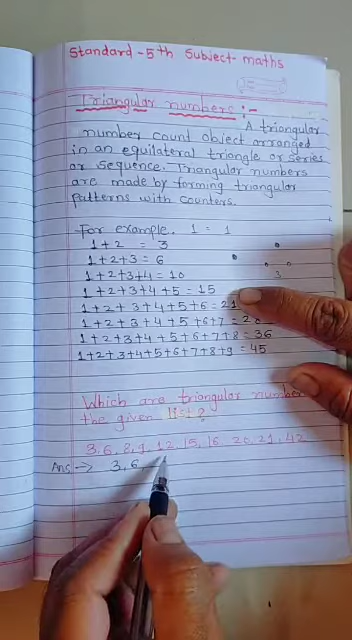 Standard - 5th Subject - maths
Triangular numbers :-
A triangular
number count object arranged
in an equilateral triangle or series
or sequence. Triangular numbers
are made by forming triangular
patterns with counters.
For example. 1 = 1
1 + 2 = 3
1 + 2 + 3 = 6
1 + 2 + 3 + 4 = 10
3
1 + 2 + 3 + 4 + 5 = 15
1 + 2 + 3 + 4 + 5 + 6 = 21
1 + 2 + 3 + 4 + 5 + 6 + 7 =
1 + 2 + 3 + 4 + 5 + 6 + 7 + 8 = 36
1 + 2 + 3 + 4 + 5 + 6 + 7 + 8 + 9 = 45
Which are triangular number
the given list ?
3, 6, 8, 9, 12, 15, 16, 20, 21, 42
Ans → 3, 6,